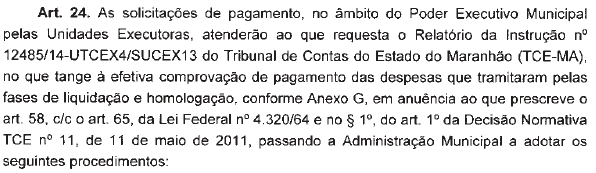 Art. 24. As solicitações de pagamento, no âmbito do Poder Executivo Municipal
pelas Unidades Executoras, atenderão ao que requesta o Relatório da Instrução nº
12485/14-UTCEX4/SUCEX13 do Tribunal de Contas do Estado do Maranhão (TCE-MA),
no que tange à efetiva comprovação de pagamento das despesas que tramitaram pelas
fases de liquidação e homologação, conforme Anexo G, em anuência ao que prescreve o
art. 58, c/c o art. 65, da Lei Federal nº 4.320/64 e no § 1º, do art. 1º da Decisão Normativa
TCE nº 11, de 11 de maio de 2011, passando a Administração Municipal a adotar os
seguintes procedimentos: